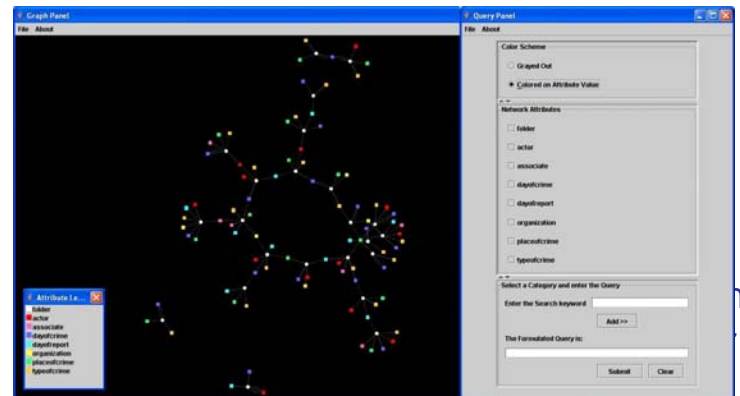 Graph Panel
File About
Attribute Le...
folder
actor
associate
dayofcrime
dayofreport
organization
placeofcrime
typeofcrime
Query Panel
File About
Color Scheme
Grayed Out
Colored on Attribute Value
Network Attributes
folder
actor
associate
dayofcrime
dayofreport
organization
placeofcrime
typeofcrime
Select a Category and enter the Query
Enter the Search keyword
Add >>
The Formulated Query is:
Submit Clear